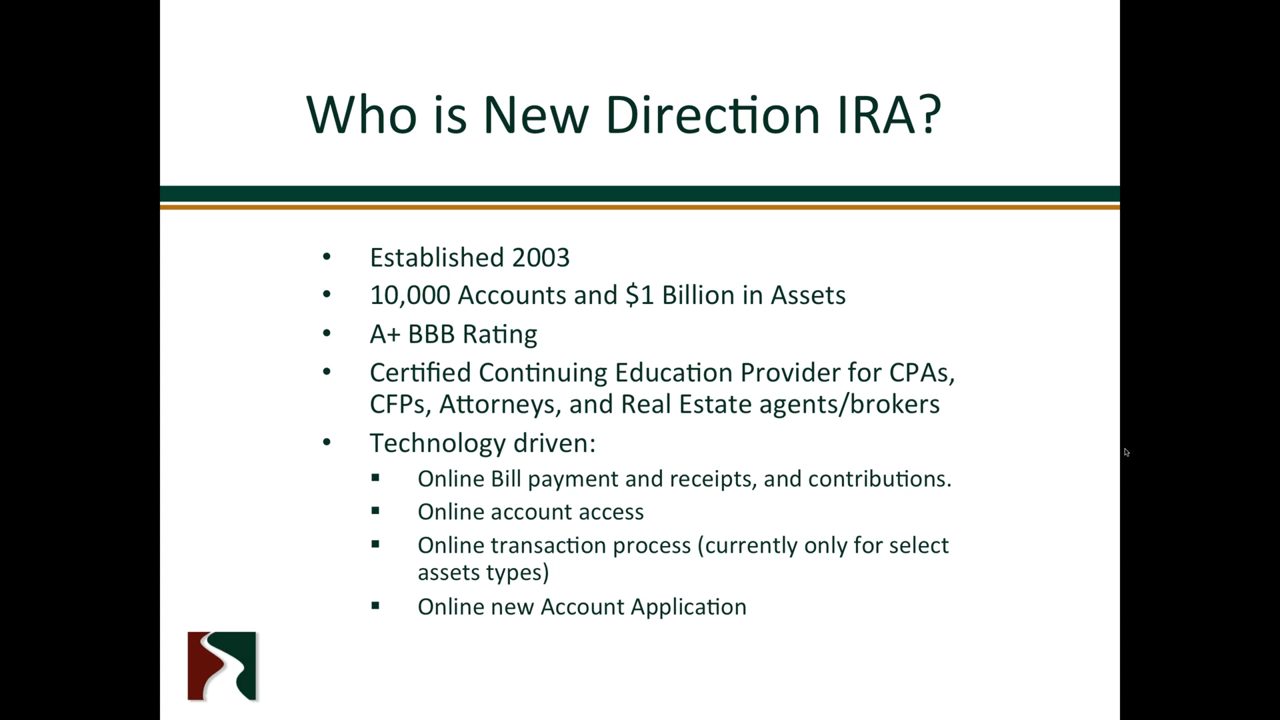 Who is New Direction IRA?
• Established 2003
• 10,000 Accounts and $1 Billion in Assets
• A+ BBB Rating
• Certified Continuing Education Provider for CPAs,
CFPs, Attorneys, and Real Estate agents/brokers
• Technology driven:
▪ Online Bill payment and receipts, and contributions.
▪ Online account access
▪ Online transaction process (currently only for select
assets types)
▪ Online new Account Application